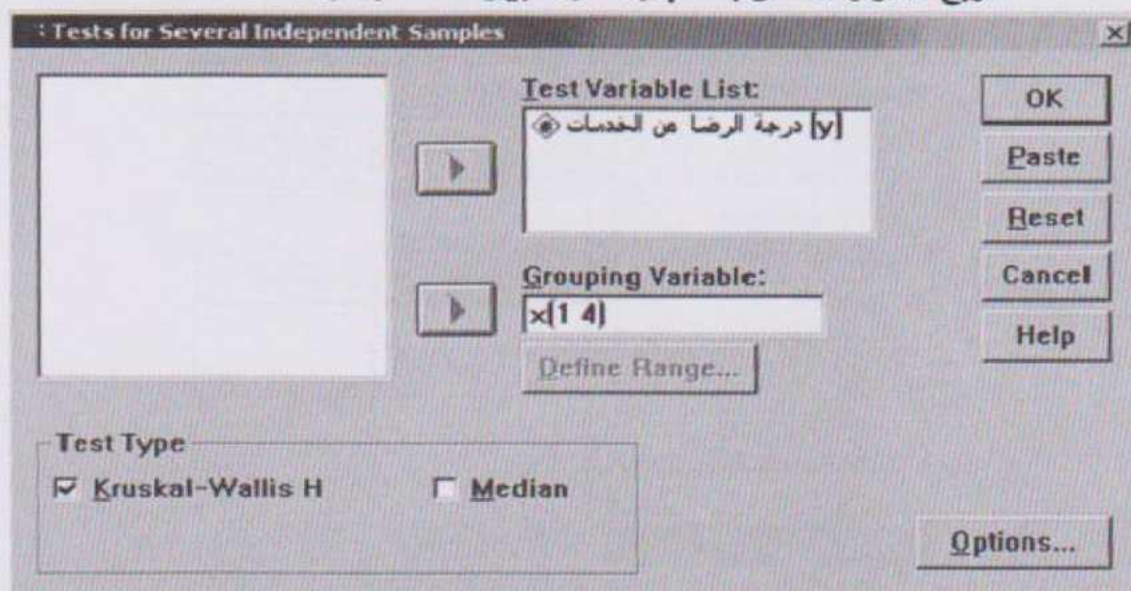 : Tests for Several Independent Samples
Test Variable List:
درجة الرضا عن الخدمات [y]
Grouping Variable:
x(1 4)
Define Range...
OK
Paste
Reset
Cancel
Help
Test Type
Kruskal-Wallis H
Median
Options...